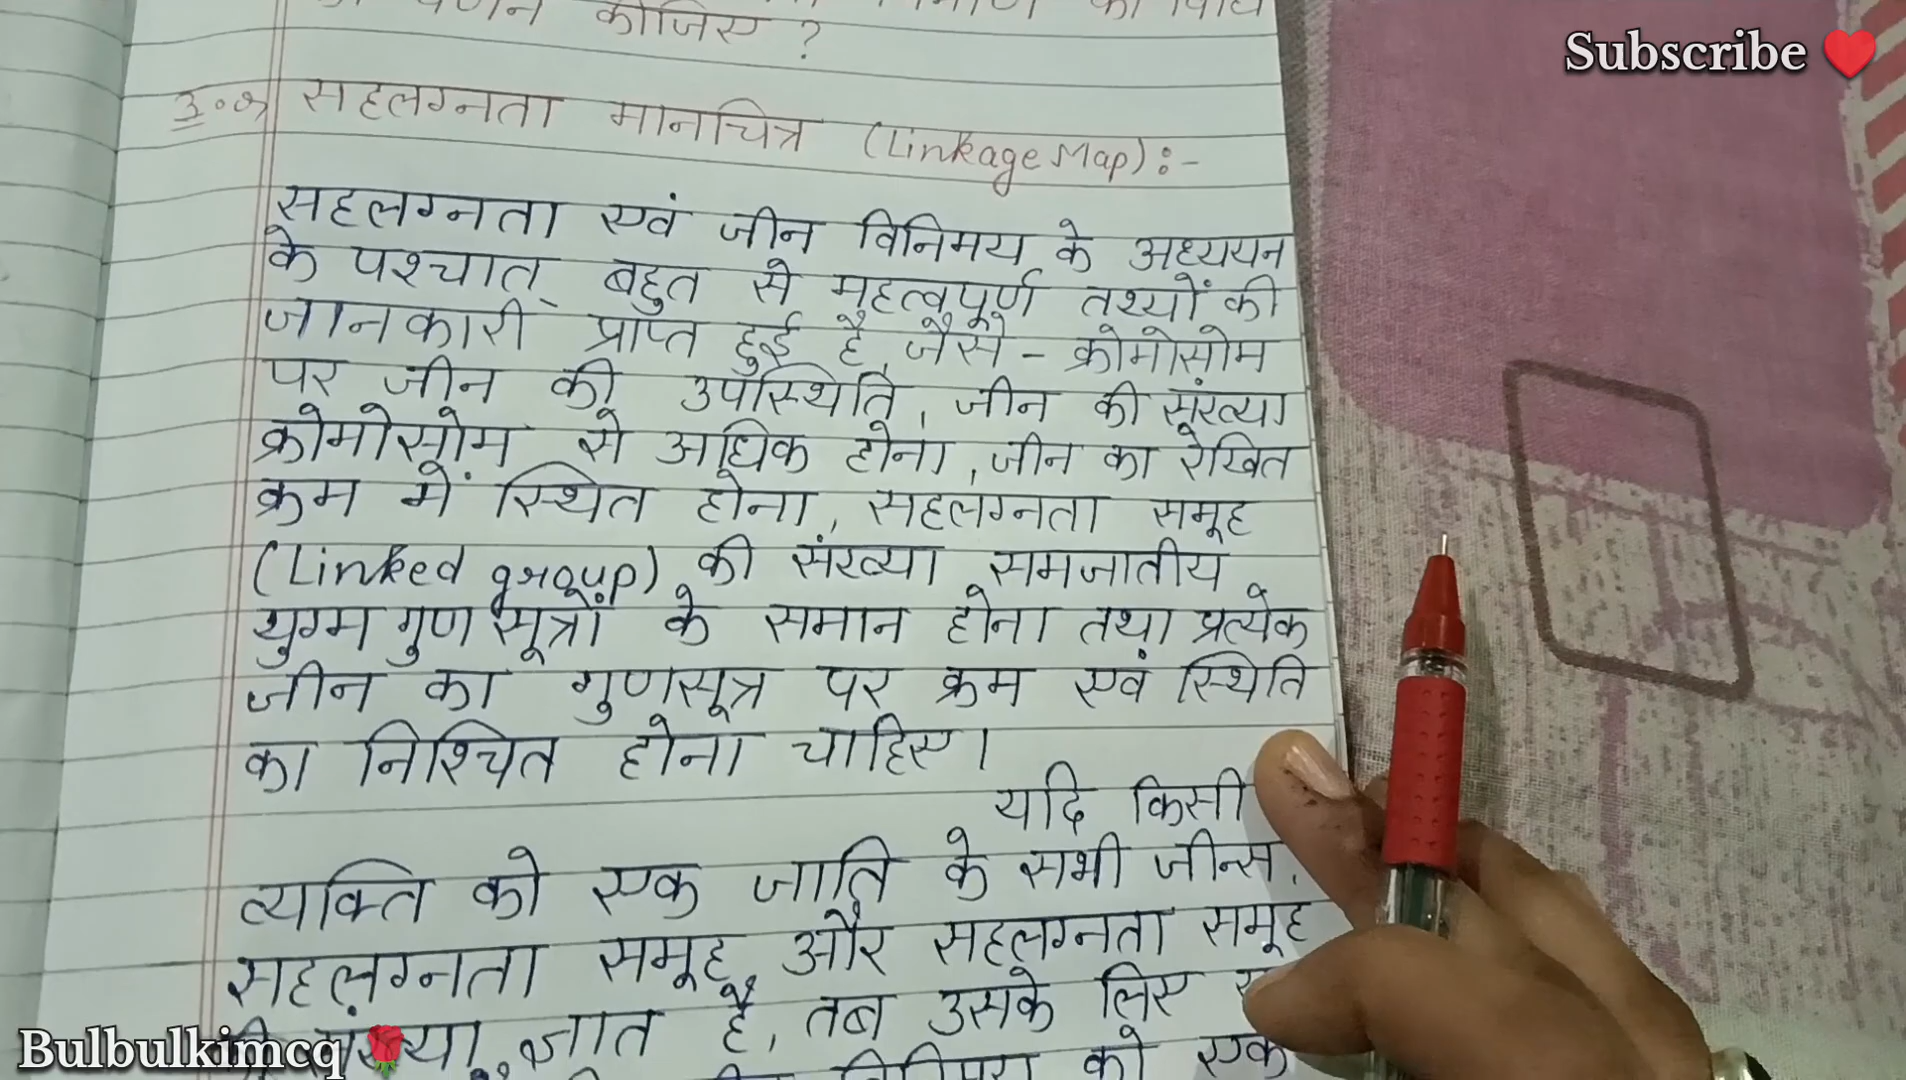 कीजिए ?
Subscribe
उ०७) सहलग्नता मानचित्र (Linkage Map) :-
सहलग्नता एवं जीन विनिमय के अध्ययन
के पश्चात् बहुत से महत्वपूर्ण तथ्यों की
जानकारी प्राप्त हुई है, जैसे - क्रोमोसोम
पर जीन की उपस्थिति, जीन की संख्या
क्रोमोसोम से अधिक होना, जीन का रेखित
क्रम में स्थित होना, सहलग्नता समूह
(Linked group) की संख्या समजातीय
युग्म गुणसूत्रों के समान होना तथा प्रत्येक
जीन का गुणसूत्र पर क्रम एवं स्थिति
का निश्चित होना चाहिए।
यदि किसी
व्यक्ति को एक जाति के सभी जीन्स,
सहलग्नता समूह और सहलग्नता समूह
की संख्या ज्ञात है, तब उसके लिए
को एक
Bulbulkimcq